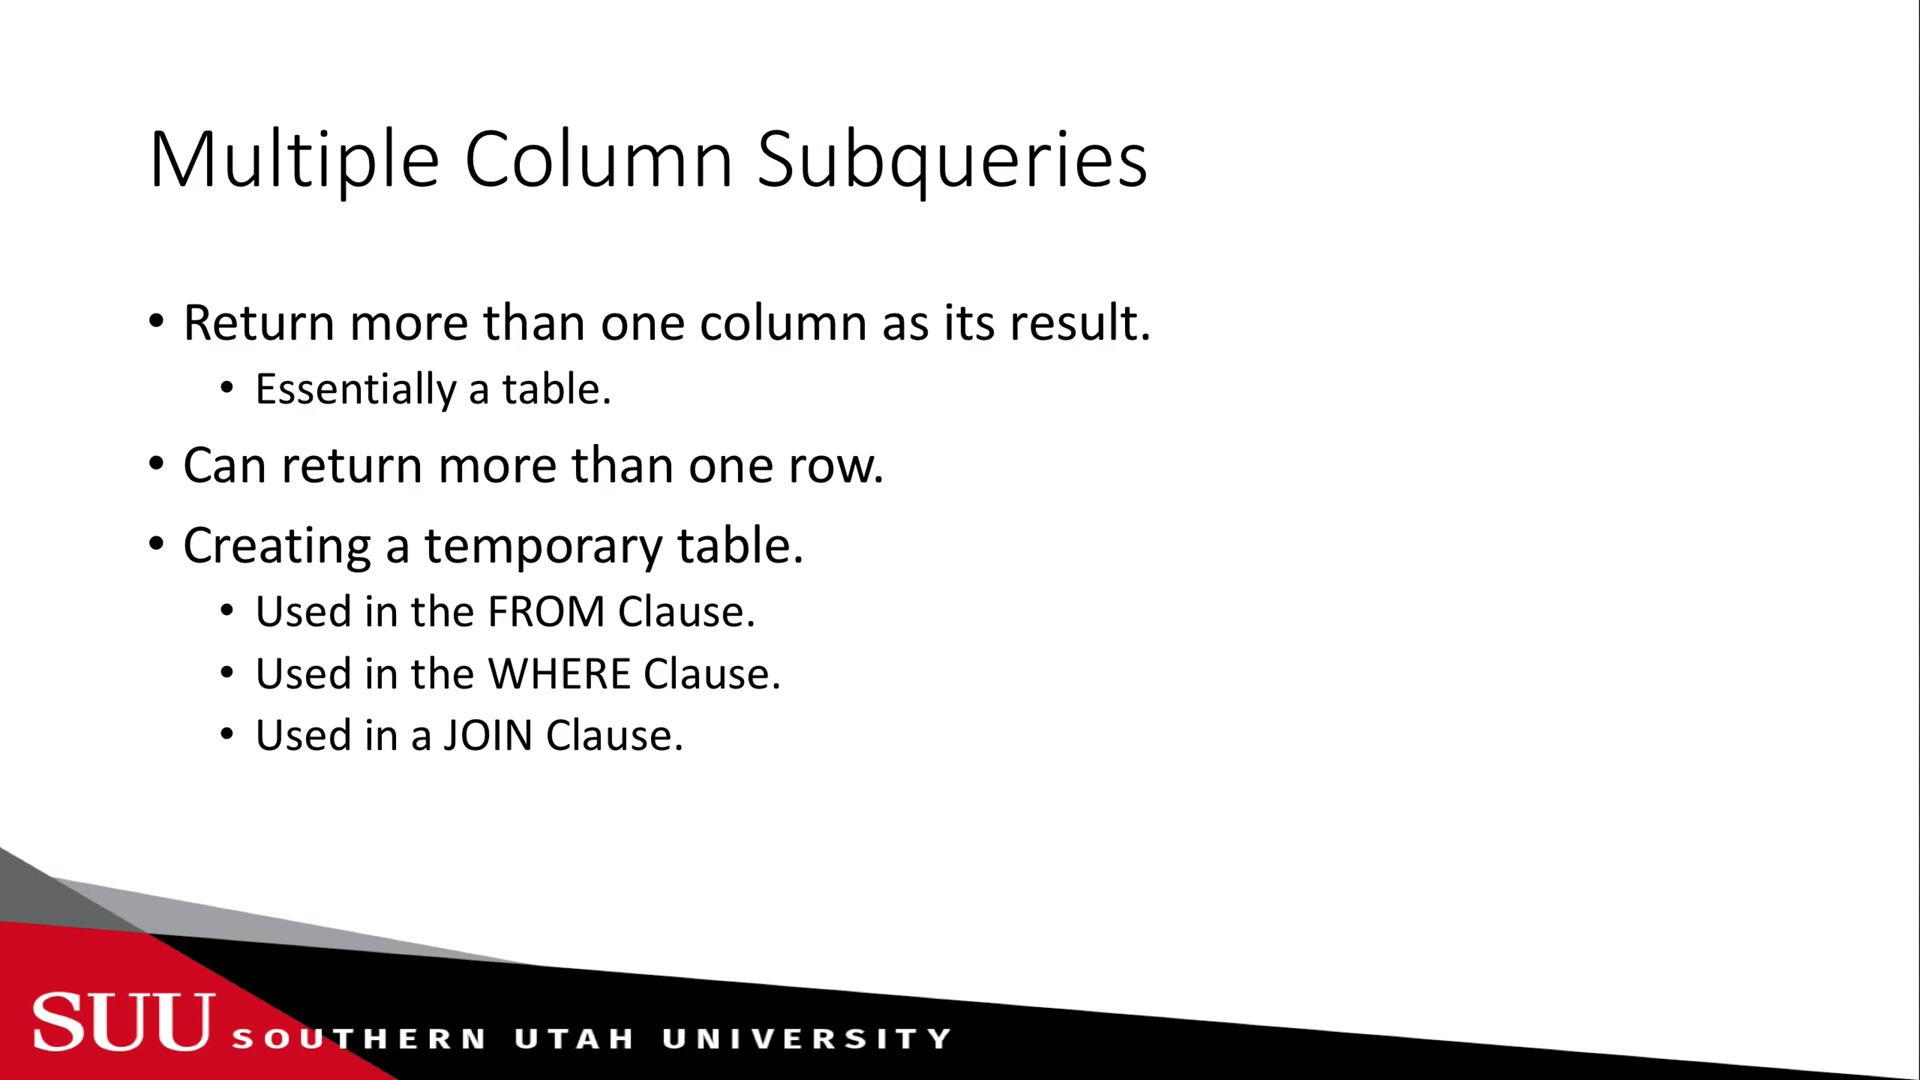 Multiple Column Subqueries
• Return more than one column as its result.
• Essentially a table.
• Can return more than one row.
• Creating a temporary table.
• Used in the FROM Clause.
• Used in the WHERE Clause.
• Used in a JOIN Clause.
SUU SOUTHERN UTAH UNIVERSITY